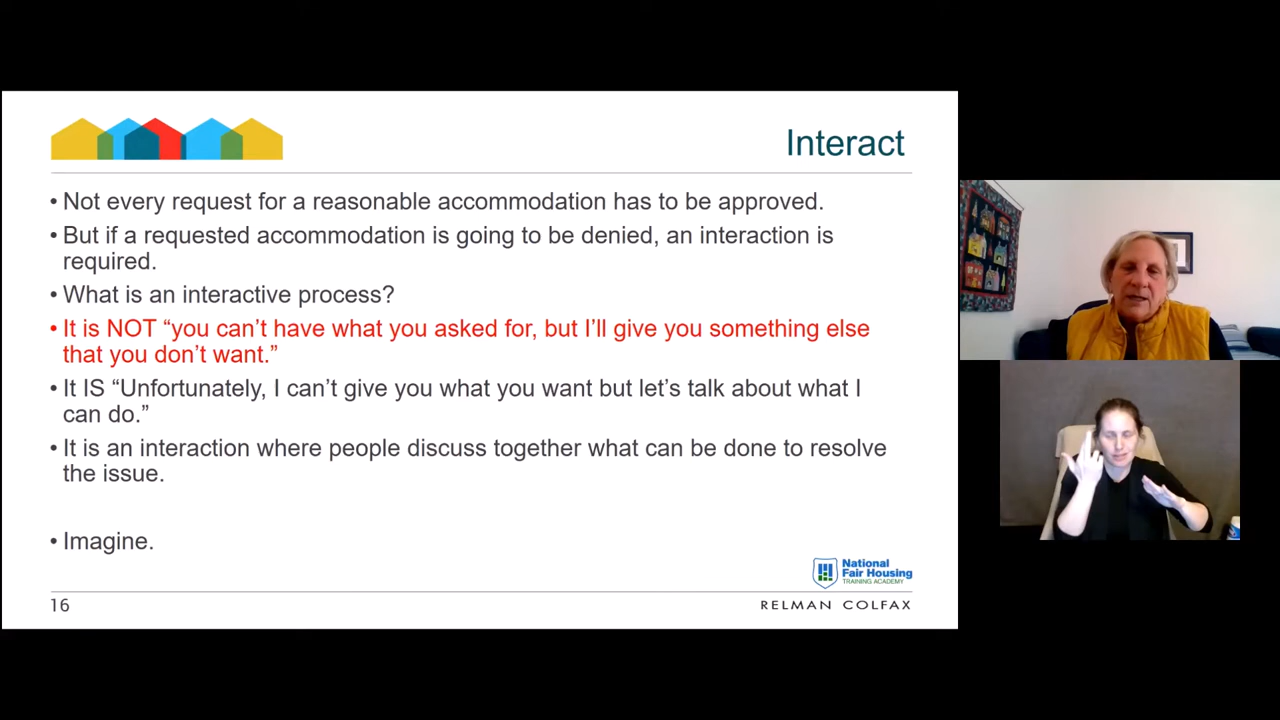 Interact
• Not every request for a reasonable accommodation has to be approved.
• But if a requested accommodation is going to be denied, an interaction is
required.
• What is an interactive process?
• It is NOT “you can’t have what you asked for, but I’ll give you something else
that you don’t want.”
• It IS “Unfortunately, I can’t give you what you want but let’s talk about what I
can do.”
• It is an interaction where people discuss together what can be done to resolve
the issue.
• Imagine.
National
Fair Housing
TRAINING ACADEMY
16
RELMAN COLFAX